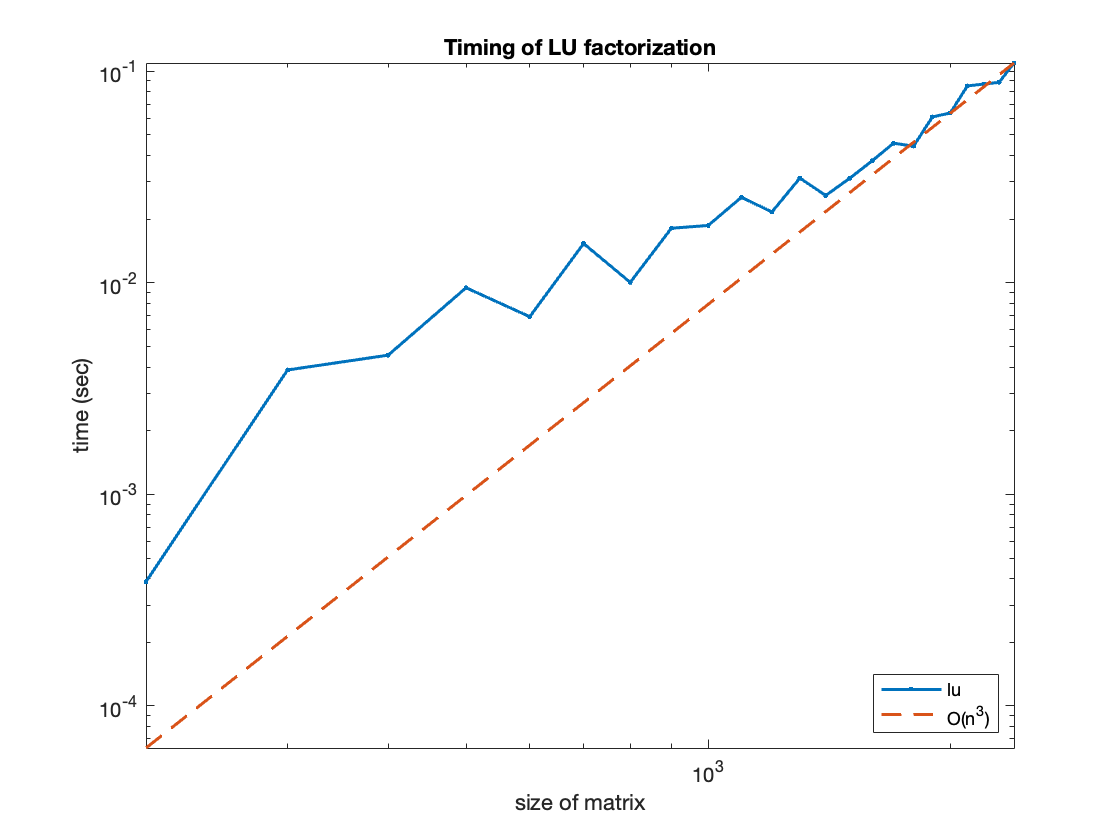 Timing of LU factorization
10^-1
10^-2
10^-3
10^-4
time (sec)
10^3
size of matrix
lu
O(n^3)